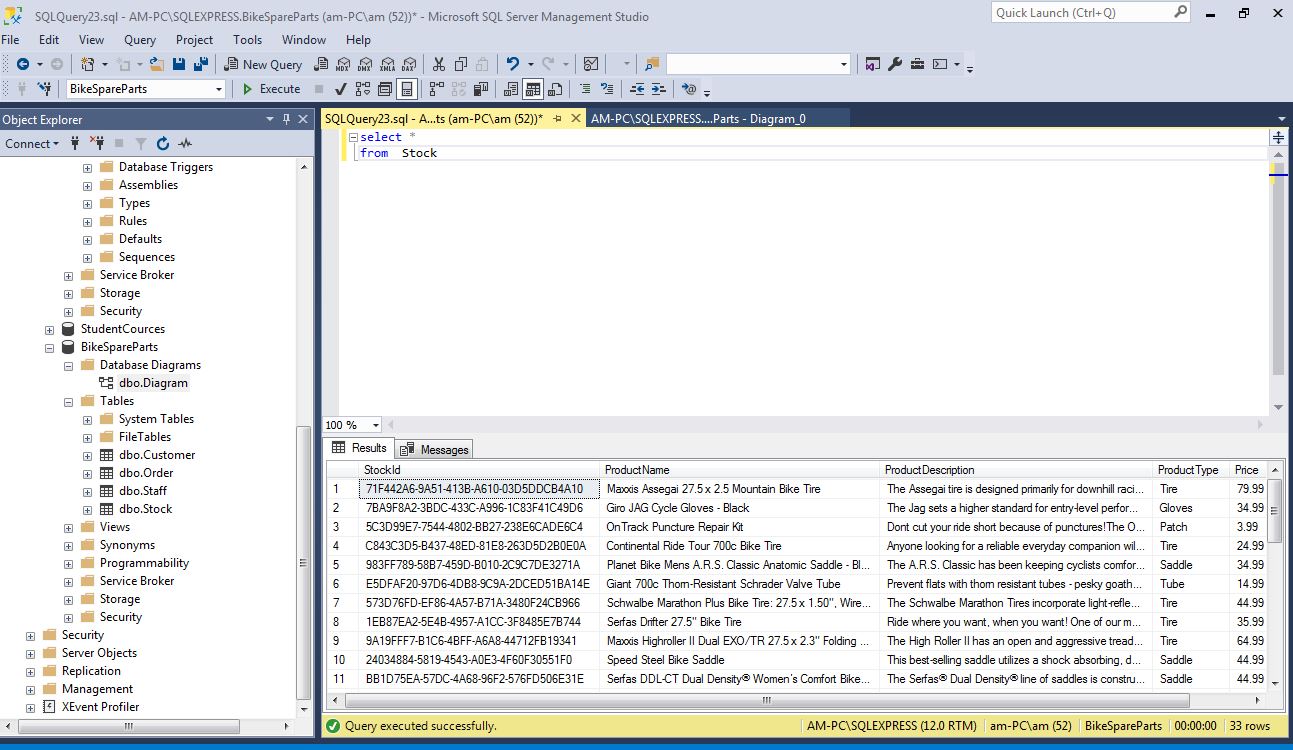 SQLQuery23.sql - AM-PC\SQLEXPRESS.BikeSpareParts (am-PC\am (52))* - Microsoft SQL Server Management Studio
Quick Launch (Ctrl+Q)
File Edit View Query Project Tools Window Help
New Query MDX DMX XMLA DAX
BikeSpareParts Execute
Object Explorer
Connect
Database Triggers
Assemblies
Types
Rules
Defaults
Sequences
Service Broker
Storage
Security
StudentCources
BikeSpareParts
Database Diagrams
dbo.Diagram
Tables
System Tables
FileTables
dbo.Customer
dbo.Order
dbo.Staff
dbo.Stock
Views
Synonyms
Programmability
Service Broker
Storage
Security
Security
Server Objects
Replication
Management
XEvent Profiler
SQLQuery23.sql - A...ts (am-PC\am (52))* AM-PC\SQLEXPRESS....Parts - Diagram_0
select *
from Stock
100 %
Results Messages
StockId ProductName ProductDescription ProductType Price
1 71F442A6-9A51-413B-A610-03D5DDCB4A10 Maxxis Assegai 27.5 x 2.5 Mountain Bike Tire The Assegai tire is designed primarily for downhill raci... Tire 79.99
2 7BA9F8A2-3BDC-433C-A996-1C83F41C49D6 Giro JAG Cycle Gloves - Black The Jag sets a higher standard for entry-level perfor... Gloves 34.99
3 5C3D99E7-7544-4802-BB27-238E6CADE6C4 OnTrack Puncture Repair Kit Dont cut your ride short because of punctures!The O... Patch 3.99
4 C843C3D5-B437-48ED-81E8-263D5D2B0E0A Continental Ride Tour 700c Bike Tire Anyone looking for a reliable everyday companion wil... Tire 24.99
5 983FF789-58B7-459D-B010-2C9C7DE3271A Planet Bike Mens A.R.S. Classic Anatomic Saddle - Bl... The A.R.S. Classic has been keeping cyclists comfor... Saddle 34.99
6 E5DFAF20-97D6-4DB8-9C9A-2DCED51BA14E Giant 700c Thorn-Resistant Schrader Valve Tube Prevent flats with thorn resistant tubes - pesky goath... Tube 14.99
7 573D76FD-EF86-4A57-B71A-3480F24CB966 Schwalbe Marathon Plus Bike Tire: 27.5 x 1.50", Wire... The Schwalbe Marathon Tires incorporate light-refle... Tire 44.99
8 1EB87EA2-5E4B-4957-A1CC-3F8485E7B744 Serfas Drifter 27.5" Bike Tire Ride where you want, when you want! One of our m... Tire 35.99
9 9A19FFF7-B1C6-4BFF-A6A8-44712FB19341 Maxxis Highroller II Dual EXO/TR 27.5 x 2.3" Folding ... The High Roller II has an open and aggressive tread... Tire 64.99
10 24034884-5819-4543-A0E3-4F60F30551F0 Speed Steel Bike Saddle This best-selling saddle utilizes a shock absorbing, d... Saddle 44.99
11 BB1D75EA-57DC-4A68-96F2-576FD506E31E Serfas DDL-CT Dual Density® Women's Comfort Bike... The Serfas® Dual Density® line of saddles is constru... Saddle 44.99
Query executed successfully. AM-PC\SQLEXPRESS (12.0 RTM) am-PC\am (52) BikeSpareParts 00:00:00 33 rows